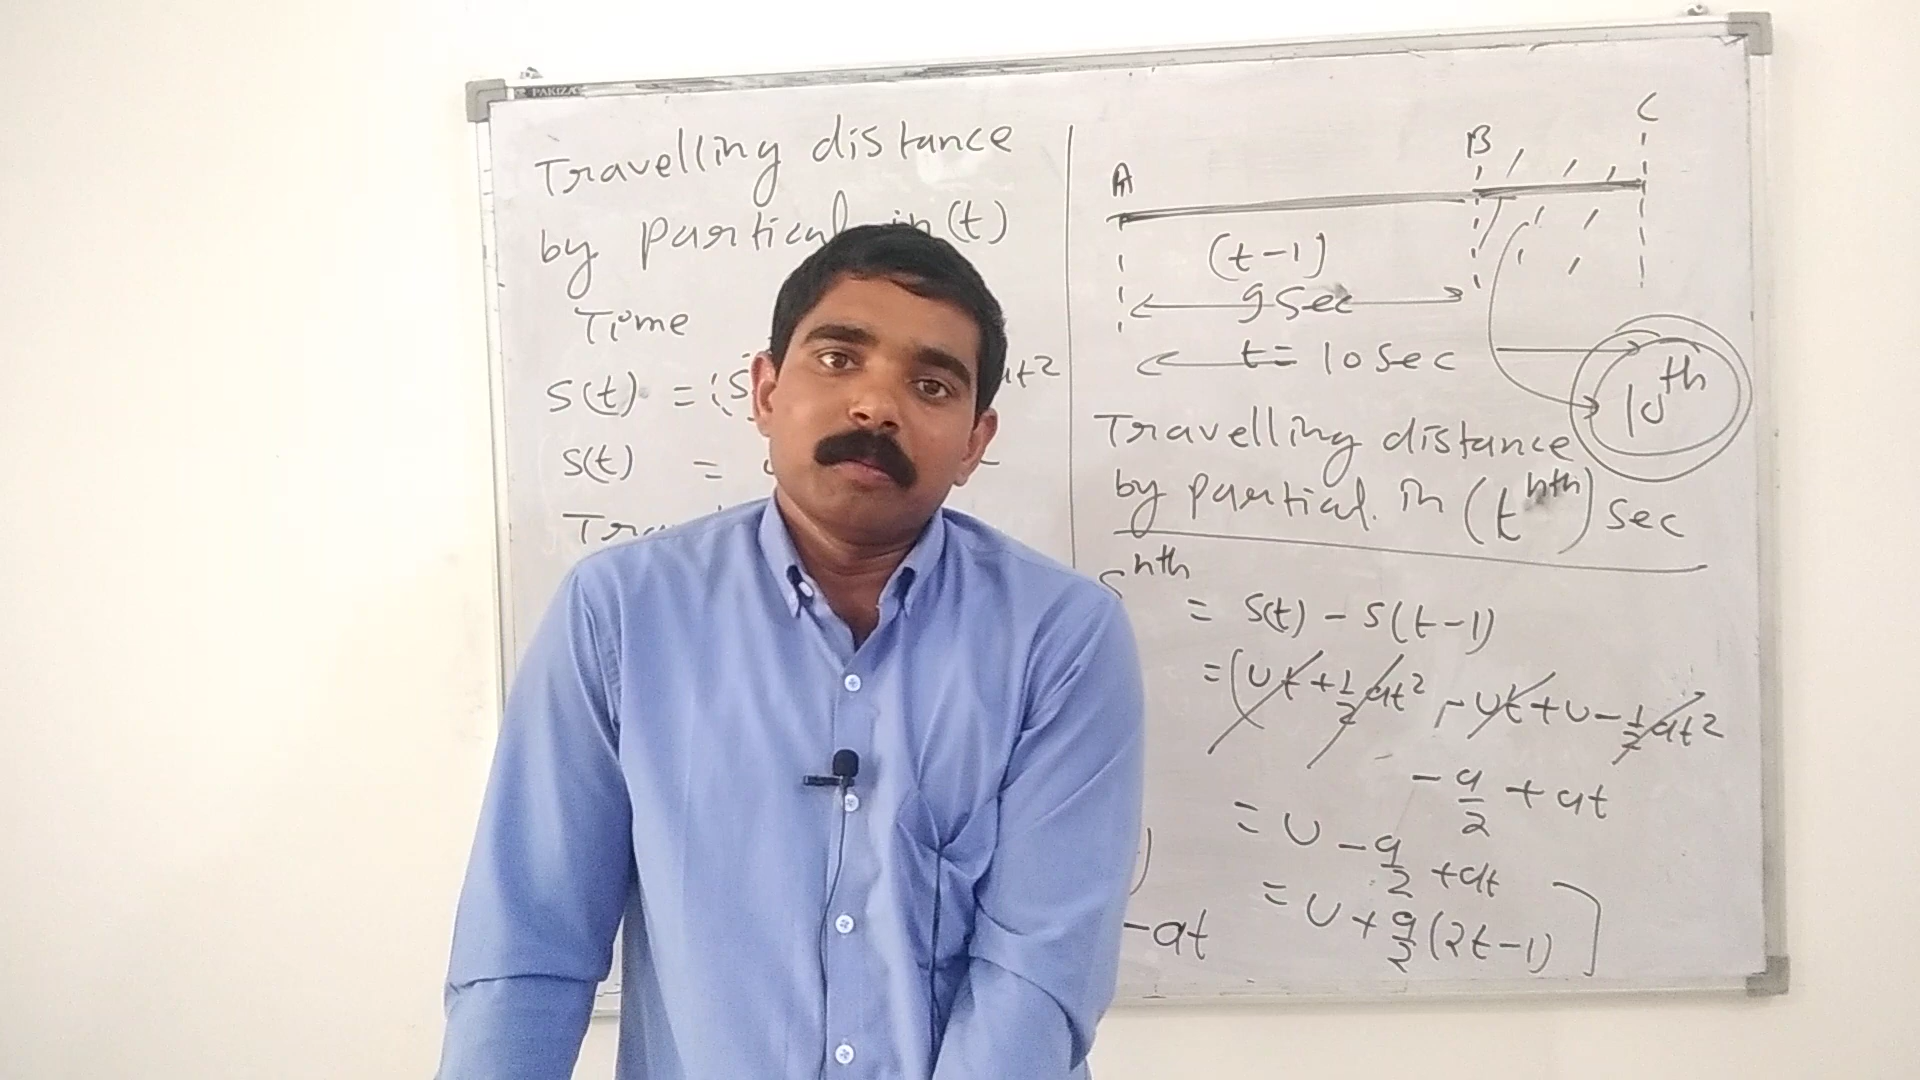 PAKIZA
Travelling distance
by partical in (t)
Time
S(t) = (S
at²
S(t) =
A
B
C
(t-1)
9 Sec
t = 10 Sec
10th
Travelling distance
by partical. in (t nth) sec
S nth
= S(t) - S(t-1)
= (ut + 1/2 at² - ut + u - 1/2 at²
- a/2 + at
= u - a/2 + at
= u + a/2 (2t-1)
-at